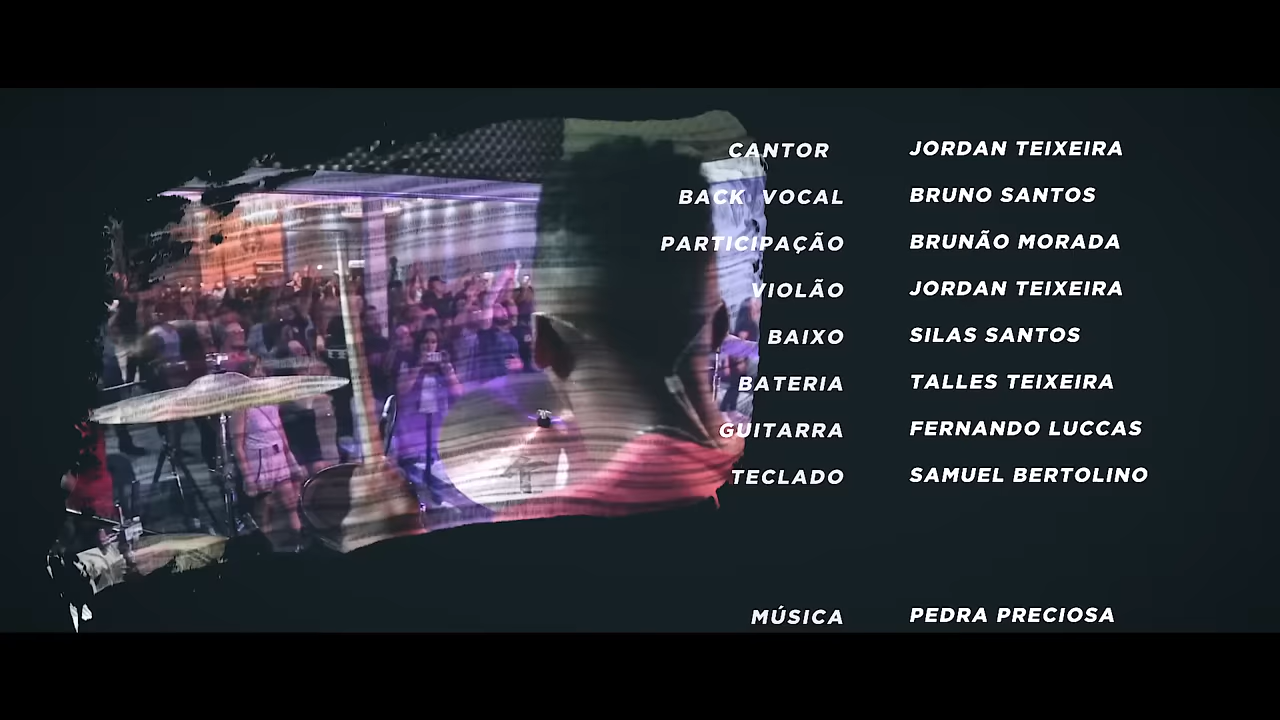 CANTOR JORDAN TEIXEIRA
BACK VOCAL BRUNO SANTOS
PARTICIPAÇÃO BRUNÃO MORADA
VIOLÃO JORDAN TEIXEIRA
BAIXO SILAS SANTOS
BATERIA TALLES TEIXEIRA
GUITARRA FERNANDO LUCCAS
TECLADO SAMUEL BERTOLINO
MÚSICA PEDRA PRECIOSA